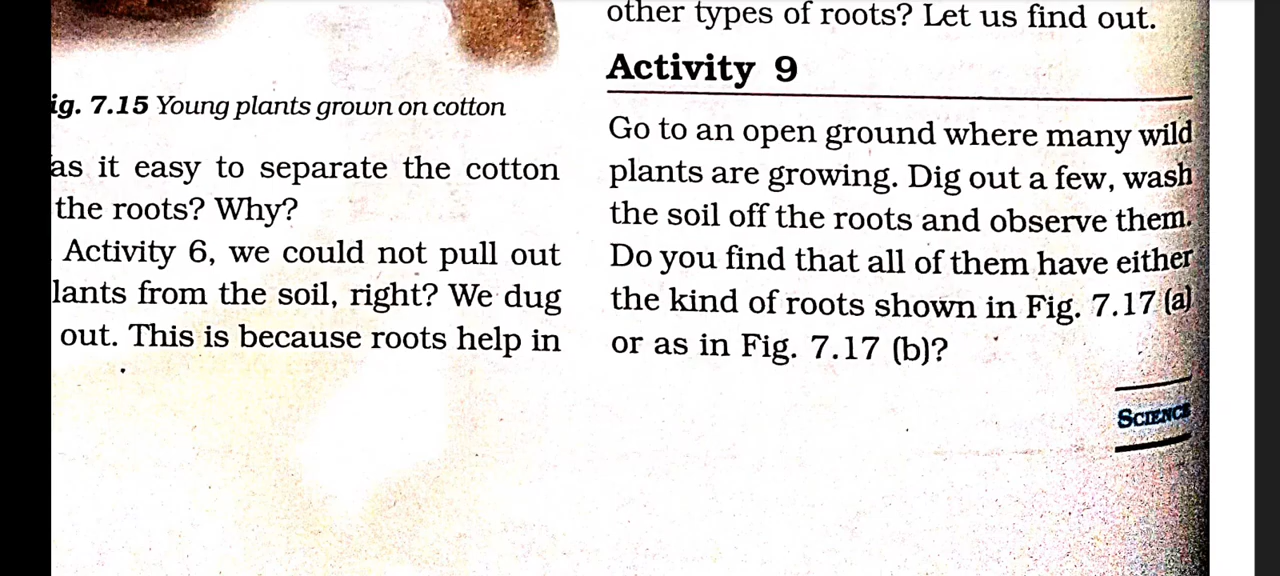 ig. 7.15 Young plants grown on cotton
as it easy to separate the cotton
the roots? Why?
Activity 6, we could not pull out
lants from the soil, right? We dug
out. This is because roots help in
other types of roots? Let us find out.
Activity 9
Go to an open ground where many wild
plants are growing. Dig out a few, wash
the soil off the roots and observe them.
Do you find that all of them have either
the kind of roots shown in Fig. 7.17 (a)
or as in Fig. 7.17 (b)?
SCIENCE